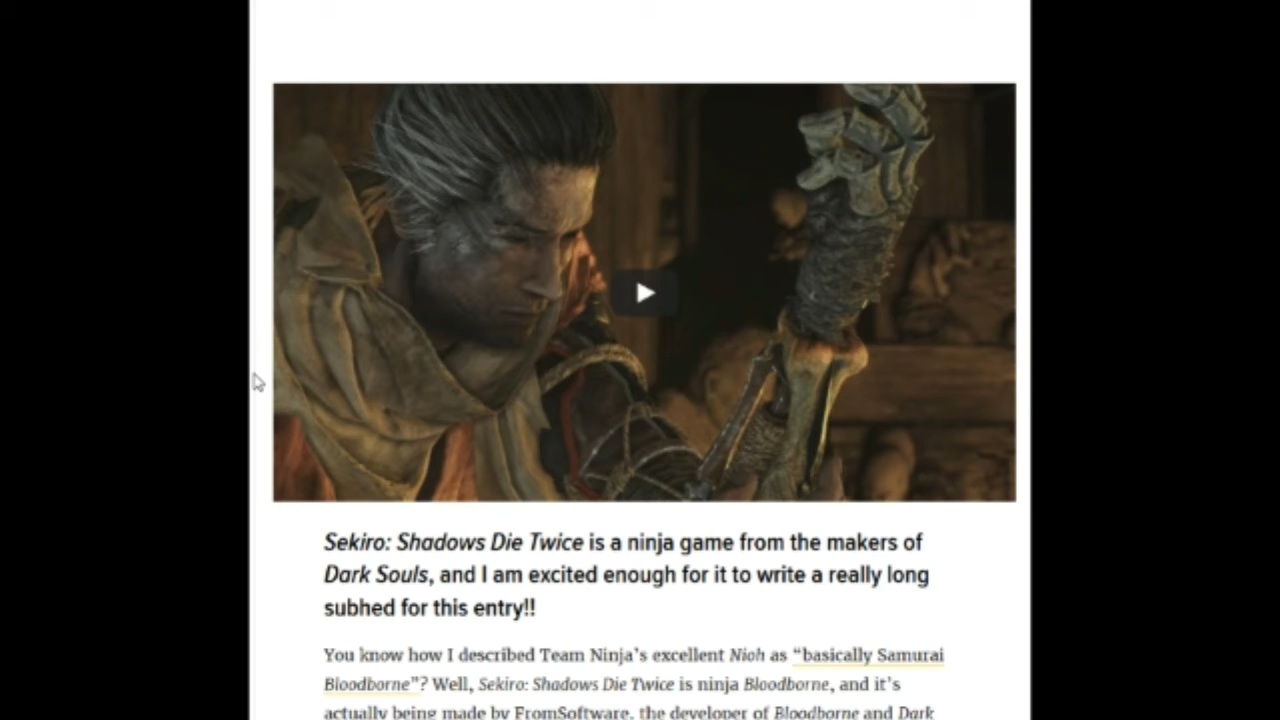 Sekiro: Shadows Die Twice is a ninja game from the makers of
Dark Souls, and I am excited enough for it to write a really long
subhed for this entry!!
You know how I described Team Ninja’s excellent Nioh as “basically Samurai
Bloodborne”? Well, Sekiro: Shadows Die Twice is ninja Bloodborne, and it’s
actually being made by FromSoftware, the developer of Bloodborne and Dark